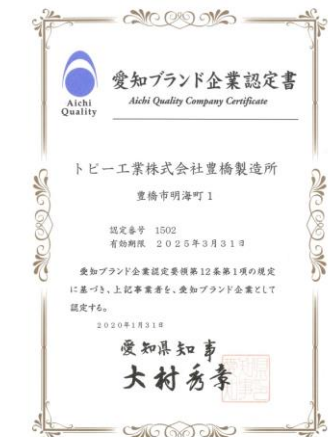 愛知ブランド企業認定書
Aichi Quality Company Certificate
Aichi
Quality
トピー工業株式会社豊橋製造所
豊橋市明海町1
認定番号 1502
有効期限 2025年3月31日
愛知ブランド企業認定要領第12条第1項の規定
に基づき、上記事業者を、愛知ブランド企業として
認定する。
2020年1月31日
愛知県知事
大村秀章